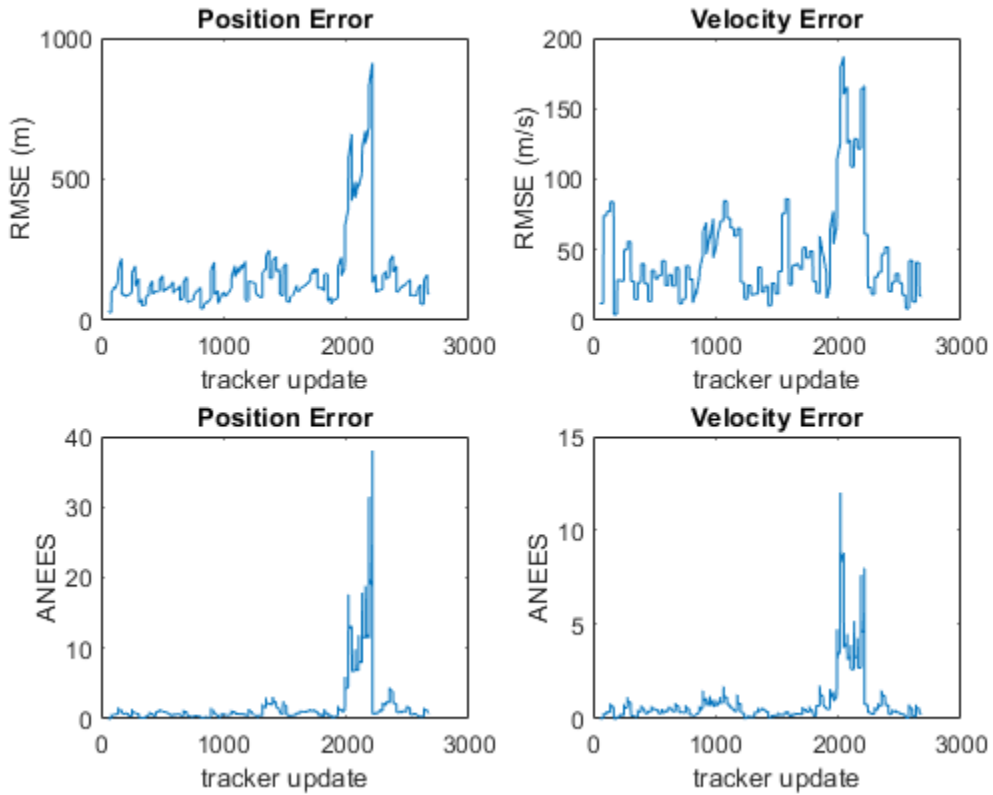 Position Error
RMSE (m)
1000
500
0
0 1000 2000 3000
tracker update
Velocity Error
RMSE (m/s)
200
150
100
50
0
0 1000 2000 3000
tracker update
Position Error
ANEES
40
30
20
10
0
0 1000 2000 3000
tracker update
Velocity Error
ANEES
15
10
5
0
0 1000 2000 3000
tracker update